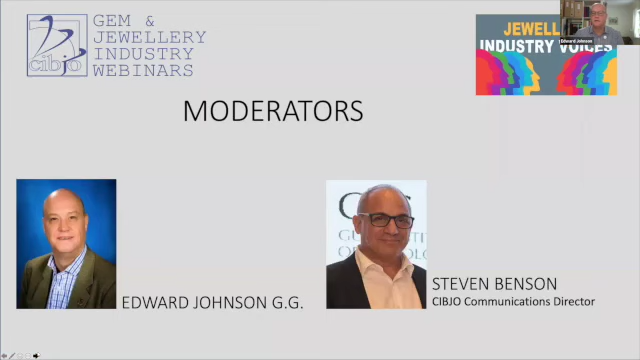 GEM &
JEWELLERY
INDUSTRY
WEBINARS
cibjo
JEWELL
INDUSTRY VOICES
Edward Johnson
MODERATORS
EDWARD JOHNSON G.G.
STEVEN BENSON
CIBJO Communications Director